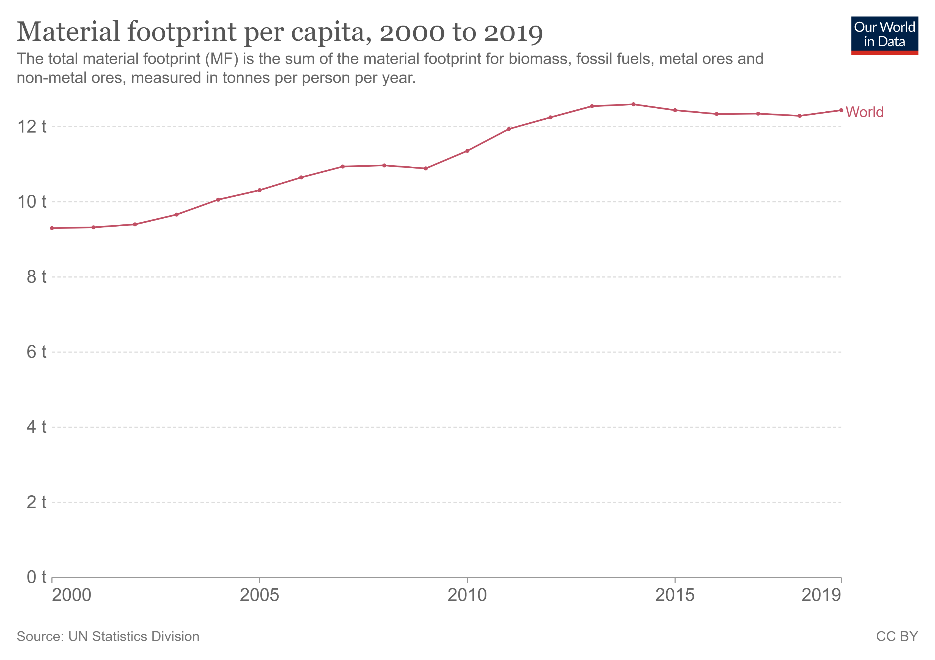 Material footprint per capita, 2000 to 2019
Our World
in Data
The total material footprint (MF) is the sum of the material footprint for biomass, fossil fuels, metal ores and
non-metal ores, measured in tonnes per person per year.
12 t
World
10 t
8 t
6 t
4 t
2 t
0 t
2000 2005 2010 2015 2019
Source: UN Statistics Division
CC BY